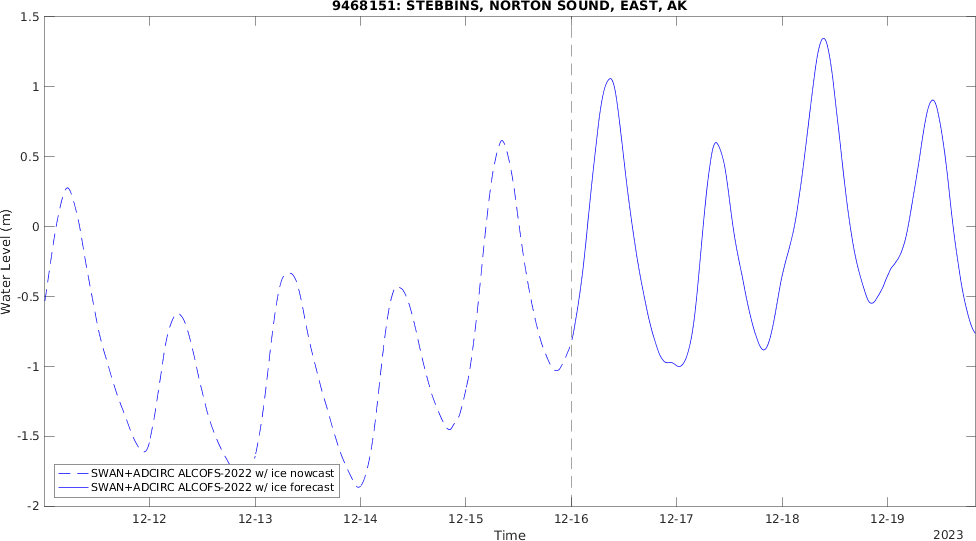 9468151: STEBBINS, NORTON SOUND, EAST, AK
1.5
1
0.5
0
-0.5
-1
-1.5
-2
Water Level (m)
SWAN+ADCIRC ALCOFS-2022 w/ ice nowcast
SWAN+ADCIRC ALCOFS-2022 w/ ice forecast
12-12 12-13 12-14 12-15 12-16 12-17 12-18 12-19
Time
2023